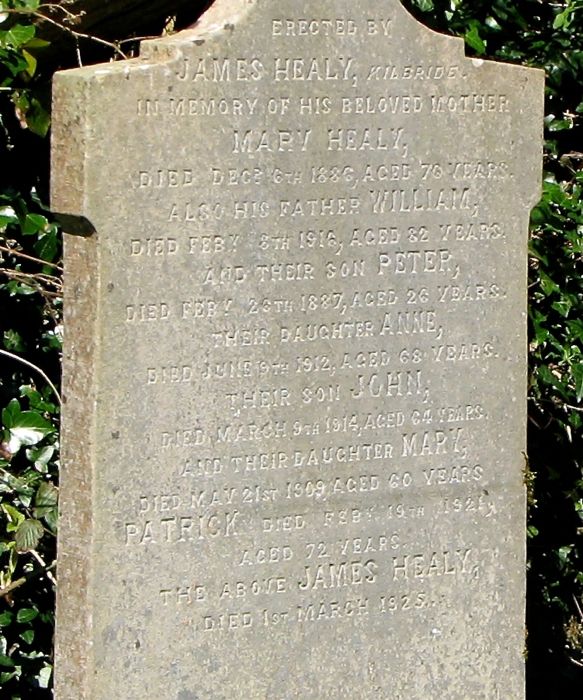 ERECTED BY
JAMES HEALY, KILBRIDE.
IN MEMORY OF HIS BELOVED MOTHER
MARY HEALY,
DIED DECR 6TH 1886, AGED 76 YEARS.
ALSO HIS FATHER WILLIAM,
DIED FEBY 8TH 1916, AGED 82 YEARS.
AND THEIR SON PETER,
DIED FEBY 28TH 1887, AGED 26 YEARS.
THEIR DAUGHTER ANNE,
DIED JUNE 9TH 1912, AGED 68 YEARS.
THEIR SON JOHN,
DIED, MARCH 9TH 1914, AGED 64 YEARS.
AND THEIR DAUGHTER MARY,
DIED MAY 21ST 1909 AGED 60 YEARS
PATRICK DIED FEBY 19TH 1921,
AGED 72 YEARS.
THE ABOVE JAMES HEALY,
DIED 1ST MARCH 1925.